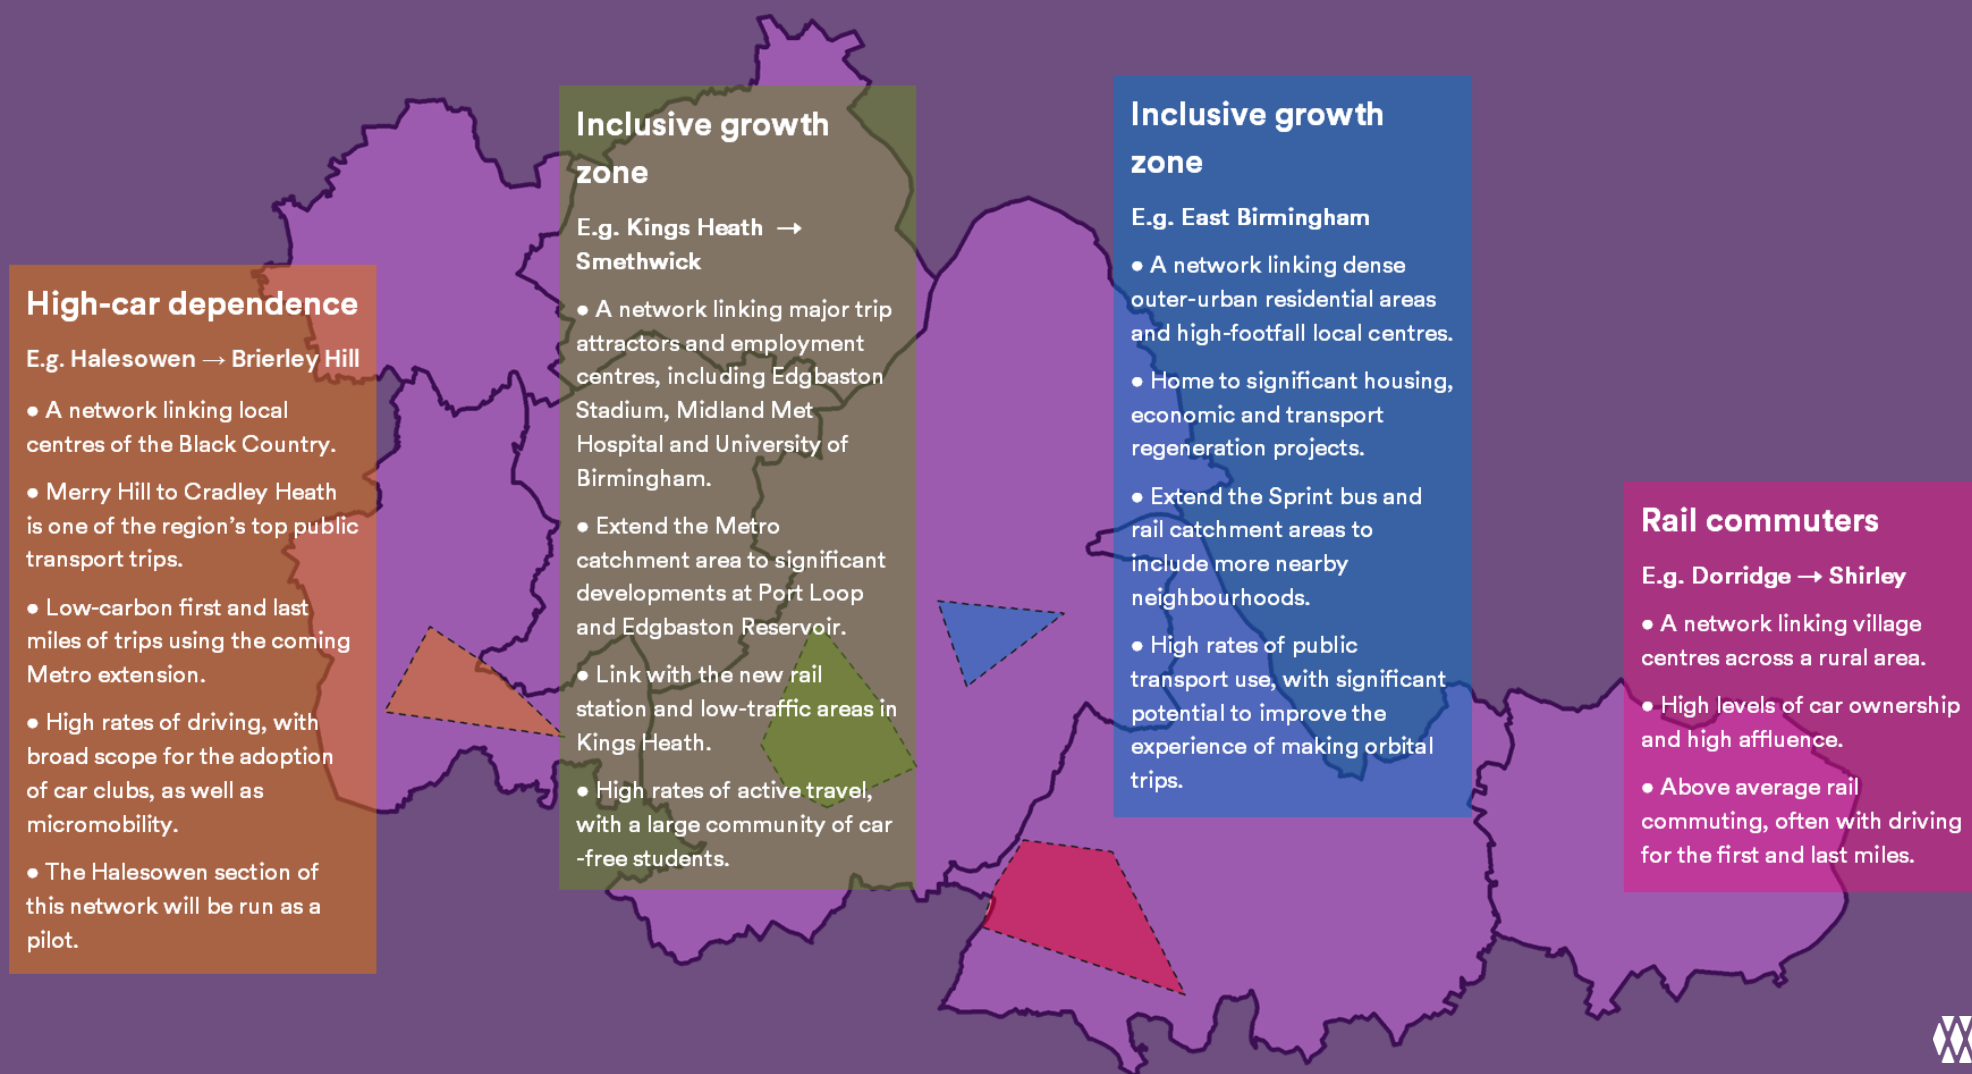 High-car dependence
E.g. Halesowen → Brierley Hill
● A network linking local
centres of the Black Country.
● Merry Hill to Cradley Heath
is one of the region's top public
transport trips.
● Low-carbon first and last
miles of trips using the coming
Metro extension.
● High rates of driving, with
broad scope for the adoption
of car clubs, as well as
micromobility.
● The Halesowen section of
this network will be run as a
pilot.
Inclusive growth
zone
E.g. Kings Heath →
Smethwick
● A network linking major trip
attractors and employment
centres, including Edgbaston
Stadium, Midland Met
Hospital and University of
Birmingham.
● Extend the Metro
catchment area to significant
developments at Port Loop
and Edgbaston Reservoir.
● Link with the new rail
station and low-traffic areas in
Kings Heath.
● High rates of active travel,
with a large community of car
-free students.
Inclusive growth
zone
E.g. East Birmingham
● A network linking dense
outer-urban residential areas
and high-footfall local centres.
● Home to significant housing,
economic and transport
regeneration projects.
● Extend the Sprint bus and
rail catchment areas to
include more nearby
neighbourhoods.
● High rates of public
transport use, with significant
potential to improve the
experience of making orbital
trips.
Rail commuters
E.g. Dorridge → Shirley
● A network linking village
centres across a rural area.
● High levels of car ownership
and high affluence.
● Above average rail
commuting, often with driving
for the first and last miles.